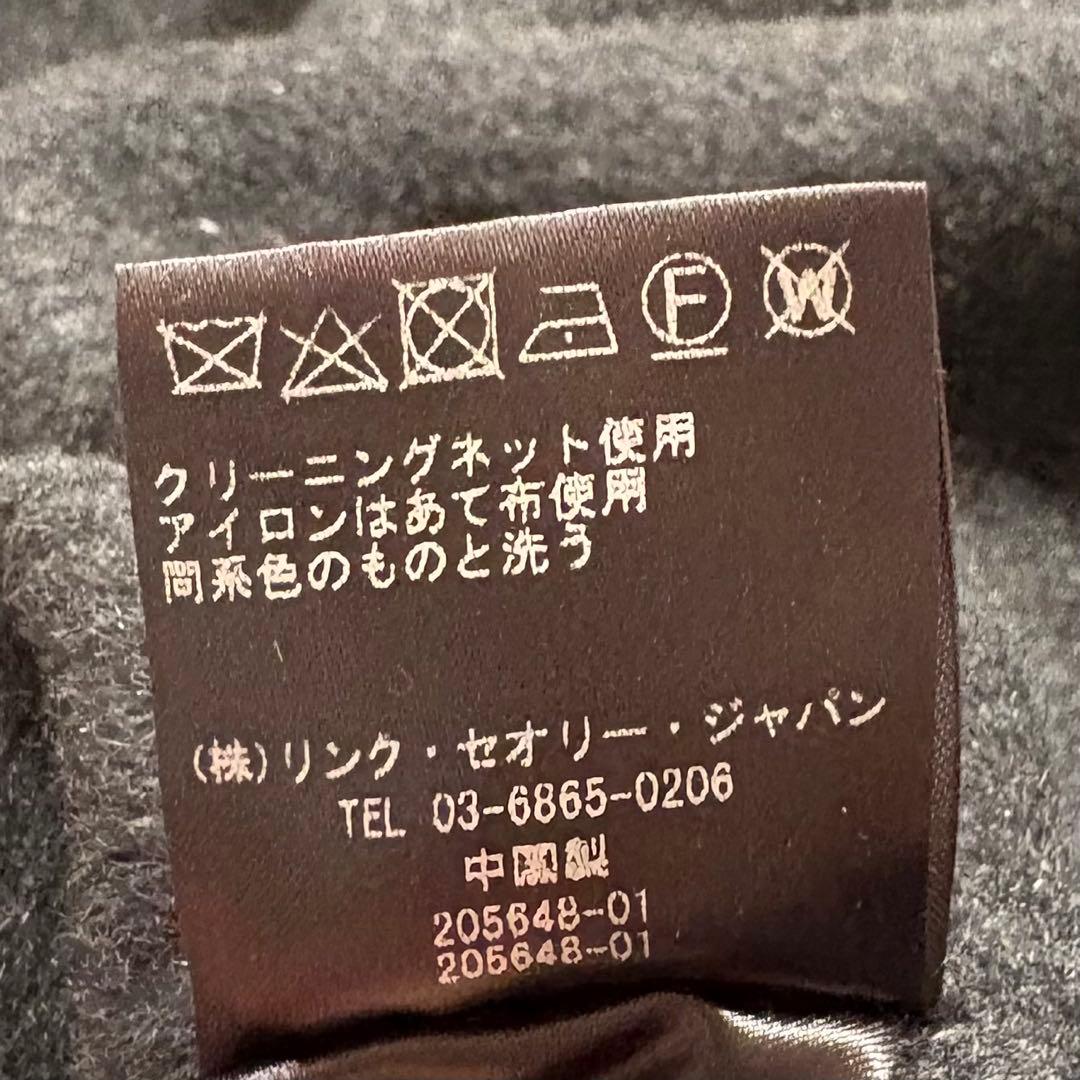 F W
クリーニングネット使用
アイロンはあて布使用
間系色のものと洗う
(株)リンク・セオリー・ジャパン
TEL 03-6865-0206
中国製
205648-01
205648-01